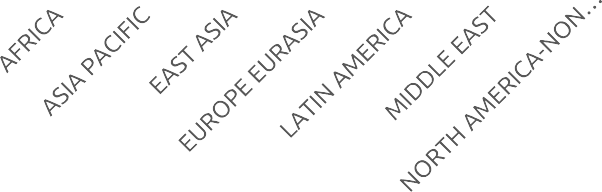 AFRICA
ASIA PACIFIC
EAST ASIA
EUROPE EURASIA
LATIN AMERICA
MIDDLE EAST
NORTH AMERICA-NON...